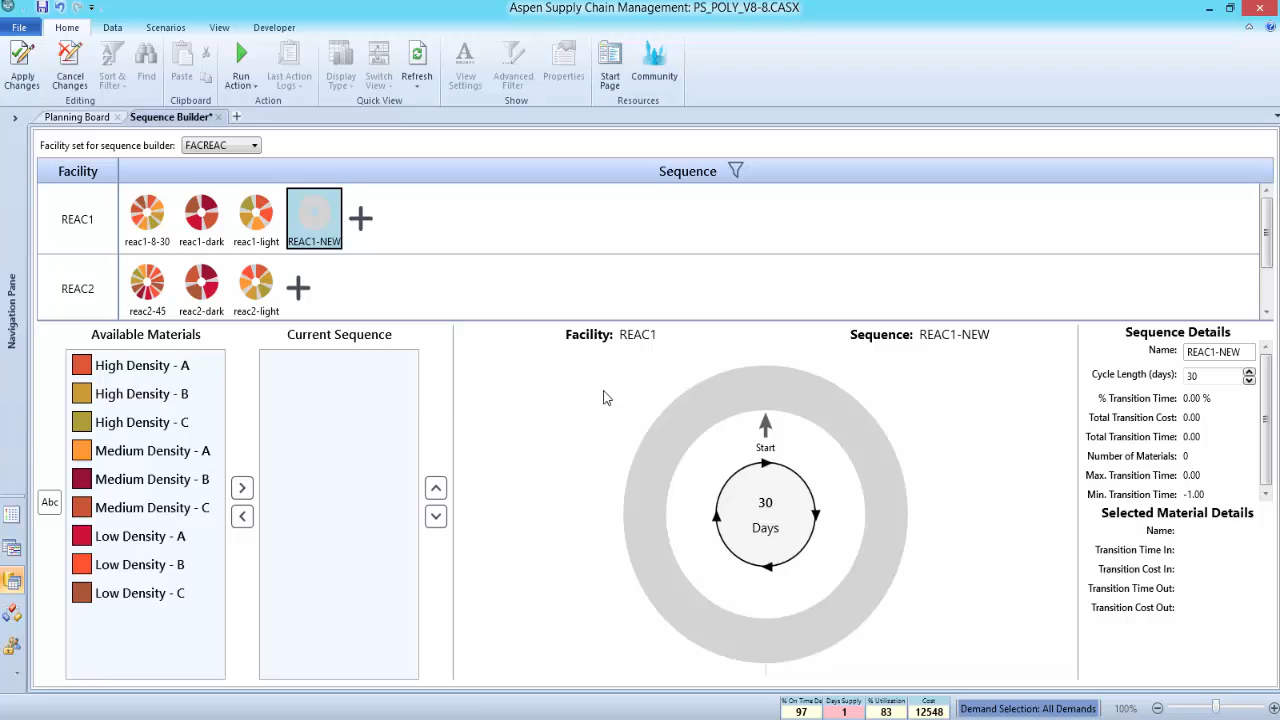 Aspen Supply Chain Management: PS_POLY_V8-8.CASX
File Home Data Scenarios View Developer
Apply Changes Cancel Changes Sort & Filter Find Paste Run Action Last Action Logs Display Type Switch View Refresh View Settings Advanced Filter Properties Start Page Community
Editing Clipboard Action Quick View Show Resources
Planning Board Sequence Builder*
Facility set for sequence builder: FACREAC
Facility Sequence
REAC1
reac1-8-30 reac1-dark reac1-light REAC1-NEW
REAC2
reac2-45 reac2-dark reac2-light
Navigation Pane
Available Materials
High Density - A
High Density - B
High Density - C
Medium Density - A
Medium Density - B
Medium Density - C
Low Density - A
Low Density - B
Low Density - C
Abc
Current Sequence
Facility: REAC1 Sequence: REAC1-NEW
Start
30
Days
Sequence Details
Name: REAC1-NEW
Cycle Length (days): 30
% Transition Time: 0.00 %
Total Transition Cost: 0.00
Total Transition Time: 0.00
Number of Materials: 0
Max. Transition Time: 0.00
Min. Transition Time: -1.00
Selected Material Details
Name:
Transition Time In:
Transition Cost In:
Transition Time Out:
Transition Cost Out:
% On Time De Days Supply % Utilisation Cost
97 1 83 12548
Demand Selection: All Demands 100%